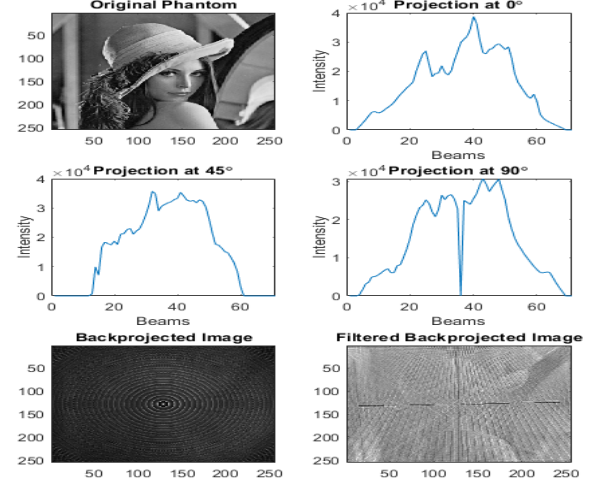 Original Phantom
50
100
150
200
250
50 100 150 200 250
×10⁴ Projection at 0°
4
3
2
1
0
Intensity
0 20 40 60
Beams
×10⁴ Projection at 45°
4
3
2
1
0
Intensity
0 20 40 60
Beams
×10⁴ Projection at 90°
3
2
1
0
Intensity
0 20 40 60
Beams
Backprojected Image
50
100
150
200
250
50 100 150 200 250
Filtered Backprojected Image
50
100
150
200
250
50 100 150 200 250